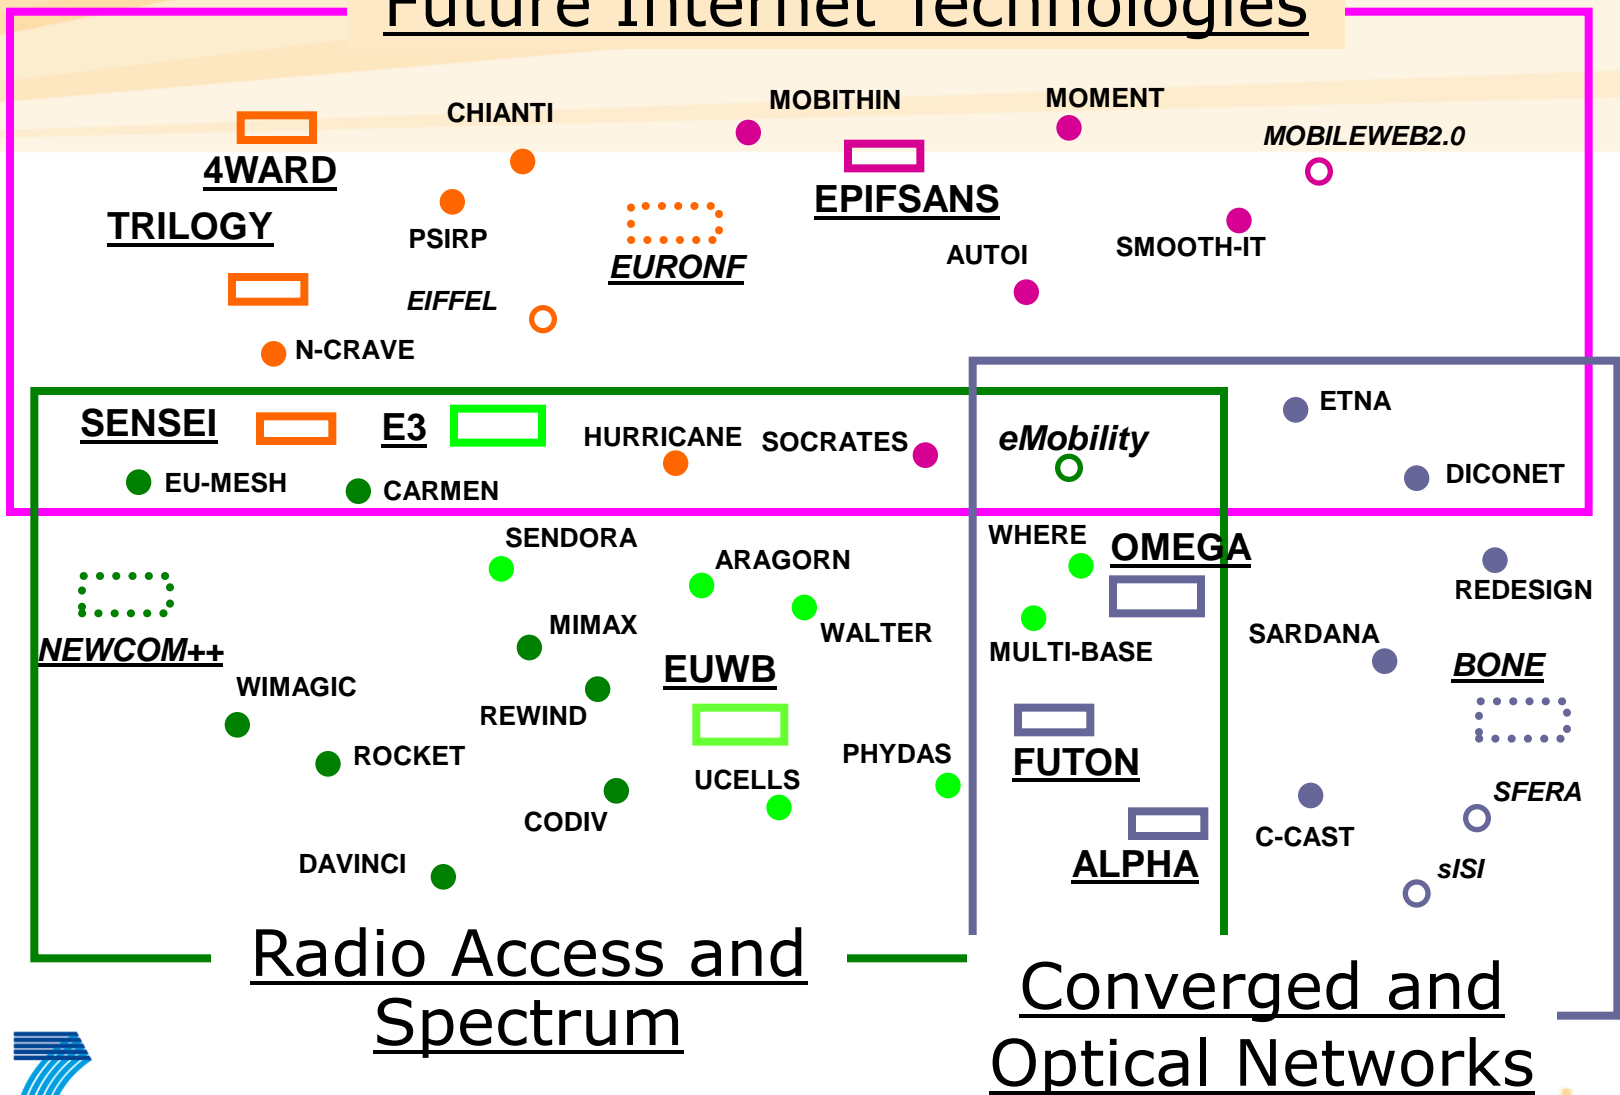 Future Internet Technologies
MOBITHIN
MOMENT
CHIANTI
MOBILEWEB2.0
4WARD
EPIFSANS
TRILOGY
PSIRP
SMOOTH-IT
AUTOI
EURONF
EIFFEL
N-CRAVE
ETNA
SENSEI
E3
HURRICANE
SOCRATES
eMobility
DICONET
EU-MESH
CARMEN
SENDORA
WHERE
OMEGA
ARAGORN
REDESIGN
MIMAX
WALTER
SARDANA
NEWCOM++
MULTI-BASE
EUWB
BONE
WIMAGIC
REWIND
ROCKET
PHYDAS
FUTON
UCELLS
SFERA
CODIV
C-CAST
DAVINCI
ALPHA
sISI
Radio Access and
Spectrum
Converged and
Optical Networks